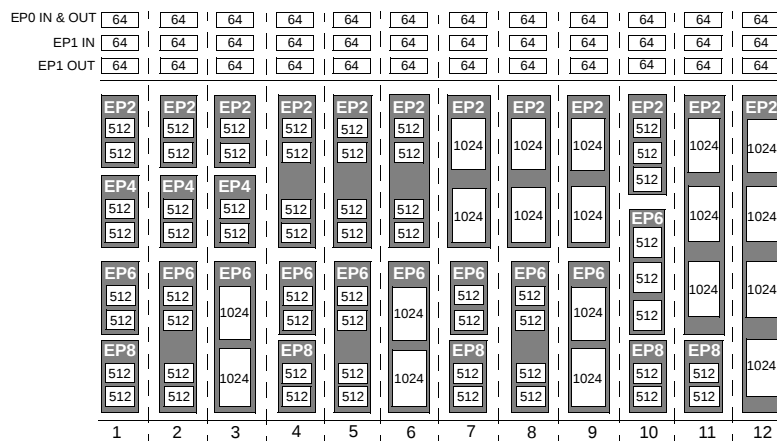 EP0 IN & OUT 64 64 64 64 64 64 64 64 64 64 64 64
EP1 IN 64 64 64 64 64 64 64 64 64 64 64 64
EP1 OUT 64 64 64 64 64 64 64 64 64 64 64 64
EP2 EP2 EP2 EP2 EP2 EP2 EP2 EP2 EP2 EP2 EP2 EP2
512 512 512 512 512 512 512
512 512 512 512 512 512 1024 1024 1024 512 1024 1024
EP4 EP4 EP4 512
512 512 512 512 512 512 1024 1024 1024 EP6 1024 1024
512 512 512 512 512 512 512
EP6 EP6 EP6 EP6 EP6 EP6 EP6 EP6 EP6 512
512 512 1024 512 512 1024 512 512 1024 1024 1024
512 512 512 512 512 512 512
EP8 EP8 EP8 EP8 EP8
512 512 1024 512 512 1024 512 512 1024 512 512 1024
512 512 512 512 512 512 512 512
1 2 3 4 5 6 7 8 9 10 11 12